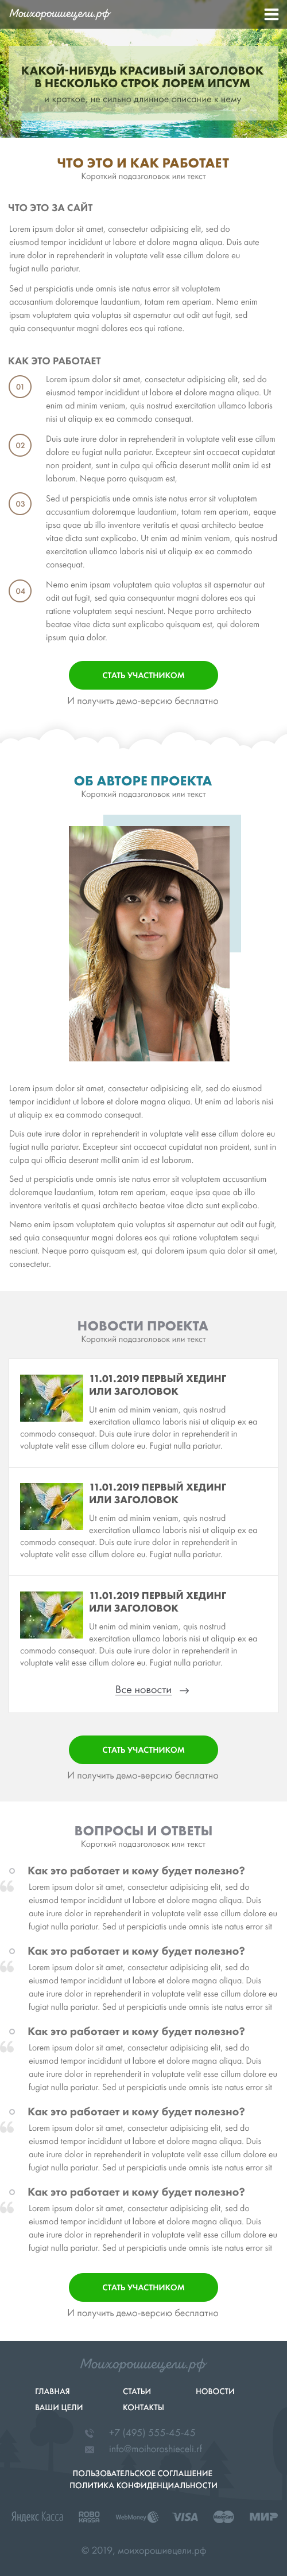 Моихорошиецели.рф
КАКОЙ-НИБУДЬ КРАСИВЫЙ ЗАГОЛОВОК
В НЕСКОЛЬКО СТРОК ЛОРЕМ ИПСУМ
и краткое, не сильно длинное описание к нему
ЧТО ЭТО И КАК РАБОТАЕТ
Короткий подазголовок или текст
ЧТО ЭТО ЗА САЙТ
Lorem ipsum dolor sit amet, consectetur adipisicing elit, sed do
eiusmod tempor incididunt ut labore et dolore magna aliqua. Duis aute
irure dolor in reprehenderit in voluptate velit esse cillum dolore eu
fugiat nulla pariatur.
Sed ut perspiciatis unde omnis iste natus error sit voluptatem
accusantium doloremque laudantium, totam rem aperiam. Nemo enim
ipsam voluptatem quia voluptas sit aspernatur aut odit aut fugit, sed
quia consequuntur magni dolores eos qui ratione.
КАК ЭТО РАБОТАЕТ
01
Lorem ipsum dolor sit amet, consectetur adipisicing elit, sed do
eiusmod tempor incididunt ut labore et dolore magna aliqua. Ut
enim ad minim veniam, quis nostrud exercitation ullamco laboris
nisi ut aliquip ex ea commodo consequat.
02
Duis aute irure dolor in reprehenderit in voluptate velit esse cillum
dolore eu fugiat nulla pariatur. Excepteur sint occaecat cupidatat
non proident, sunt in culpa qui officia deserunt mollit anim id est
laborum. Neque porro quisquam est,
03
Sed ut perspiciatis unde omnis iste natus error sit voluptatem
accusantium doloremque laudantium, totam rem aperiam, eaque
ipsa quae ab illo inventore veritatis et quasi architecto beatae
vitae dicta sunt explicabo. Ut enim ad minim veniam, quis nostrud
exercitation ullamco laboris nisi ut aliquip ex ea commodo
consequat.
04
Nemo enim ipsam voluptatem quia voluptas sit aspernatur aut
odit aut fugit, sed quia consequuntur magni dolores eos qui
ratione voluptatem sequi nesciunt. Neque porro architecto
beatae vitae dicta sunt explicabo quisquam est, qui dolorem
ipsum quia dolor.
СТАТЬ УЧАСТНИКОМ
И получить демо-версию бесплатно
ОБ АВТОРЕ ПРОЕКТА
Короткий подазголовок или текст
Lorem ipsum dolor sit amet, consectetur adipisicing elit, sed do eiusmod
tempor incididunt ut labore et dolore magna aliqua. Ut enim ad laboris nisi
ut aliquip ex ea commodo consequat.
Duis aute irure dolor in reprehenderit in voluptate velit esse cillum dolore eu
fugiat nulla pariatur. Excepteur sint occaecat cupidatat non proident, sunt in
culpa qui officia deserunt mollit anim id est laborum.
Sed ut perspiciatis unde omnis iste natus error sit voluptatem accusantium
doloremque laudantium, totam rem aperiam, eaque ipsa quae ab illo
inventore veritatis et quasi architecto beatae vitae dicta sunt explicabo.
Nemo enim ipsam voluptatem quia voluptas sit aspernatur aut odit aut fugit,
sed quia consequuntur magni dolores eos qui ratione voluptatem sequi
nesciunt. Neque porro quisquam est, qui dolorem ipsum quia dolor sit amet,
consectetur.
НОВОСТИ ПРОЕКТА
Короткий подазголовок или текст
11.01.2019 ПЕРВЫЙ ХЕДИНГ
ИЛИ ЗАГОЛОВОК
Ut enim ad minim veniam, quis nostrud
exercitation ullamco laboris nisi ut aliquip ex ea
commodo consequat. Duis aute irure dolor in reprehenderit in
voluptate velit esse cillum dolore eu. Fugiat nulla pariatur.
11.01.2019 ПЕРВЫЙ ХЕДИНГ
ИЛИ ЗАГОЛОВОК
Ut enim ad minim veniam, quis nostrud
exercitation ullamco laboris nisi ut aliquip ex ea
commodo consequat. Duis aute irure dolor in reprehenderit in
voluptate velit esse cillum dolore eu. Fugiat nulla pariatur.
11.01.2019 ПЕРВЫЙ ХЕДИНГ
ИЛИ ЗАГОЛОВОК
Ut enim ad minim veniam, quis nostrud
exercitation ullamco laboris nisi ut aliquip ex ea
commodo consequat. Duis aute irure dolor in reprehenderit in
voluptate velit esse cillum dolore eu. Fugiat nulla pariatur.
Все новости →
СТАТЬ УЧАСТНИКОМ
И получить демо-версию бесплатно
ВОПРОСЫ И ОТВЕТЫ
Короткий подазголовок или текст
Как это работает и кому будет полезно?
Lorem ipsum dolor sit amet, consectetur adipisicing elit, sed do
eiusmod tempor incididunt ut labore et dolore magna aliqua. Duis
aute irure dolor in reprehenderit in voluptate velit esse cillum dolore eu
fugiat nulla pariatur. Sed ut perspiciatis unde omnis iste natus error sit
Как это работает и кому будет полезно?
Lorem ipsum dolor sit amet, consectetur adipisicing elit, sed do
eiusmod tempor incididunt ut labore et dolore magna aliqua. Duis
aute irure dolor in reprehenderit in voluptate velit esse cillum dolore eu
fugiat nulla pariatur. Sed ut perspiciatis unde omnis iste natus error sit
Как это работает и кому будет полезно?
Lorem ipsum dolor sit amet, consectetur adipisicing elit, sed do
eiusmod tempor incididunt ut labore et dolore magna aliqua. Duis
aute irure dolor in reprehenderit in voluptate velit esse cillum dolore eu
fugiat nulla pariatur. Sed ut perspiciatis unde omnis iste natus error sit
Как это работает и кому будет полезно?
Lorem ipsum dolor sit amet, consectetur adipisicing elit, sed do
eiusmod tempor incididunt ut labore et dolore magna aliqua. Duis
aute irure dolor in reprehenderit in voluptate velit esse cillum dolore eu
fugiat nulla pariatur. Sed ut perspiciatis unde omnis iste natus error sit
Как это работает и кому будет полезно?
Lorem ipsum dolor sit amet, consectetur adipisicing elit, sed do
eiusmod tempor incididunt ut labore et dolore magna aliqua. Duis
aute irure dolor in reprehenderit in voluptate velit esse cillum dolore eu
fugiat nulla pariatur. Sed ut perspiciatis unde omnis iste natus error sit
СТАТЬ УЧАСТНИКОМ
И получить демо-версию бесплатно
Моихорошиецели.рф
ГЛАВНАЯ СТАТЬИ НОВОСТИ
ВАШИ ЦЕЛИ КОНТАКТЫ
+7 (495) 555-45-45
info@moihoroshieceli.rf
ПОЛЬЗОВАТЕЛЬСКОЕ СОГЛАШЕНИЕ
ПОЛИТИКА КОНФИДЕНЦИАЛЬНОСТИ
Яндекс Касса ROBO KASSA WebMoney VISA MasterCard МИР
© 2019, моихорошиецели.рф